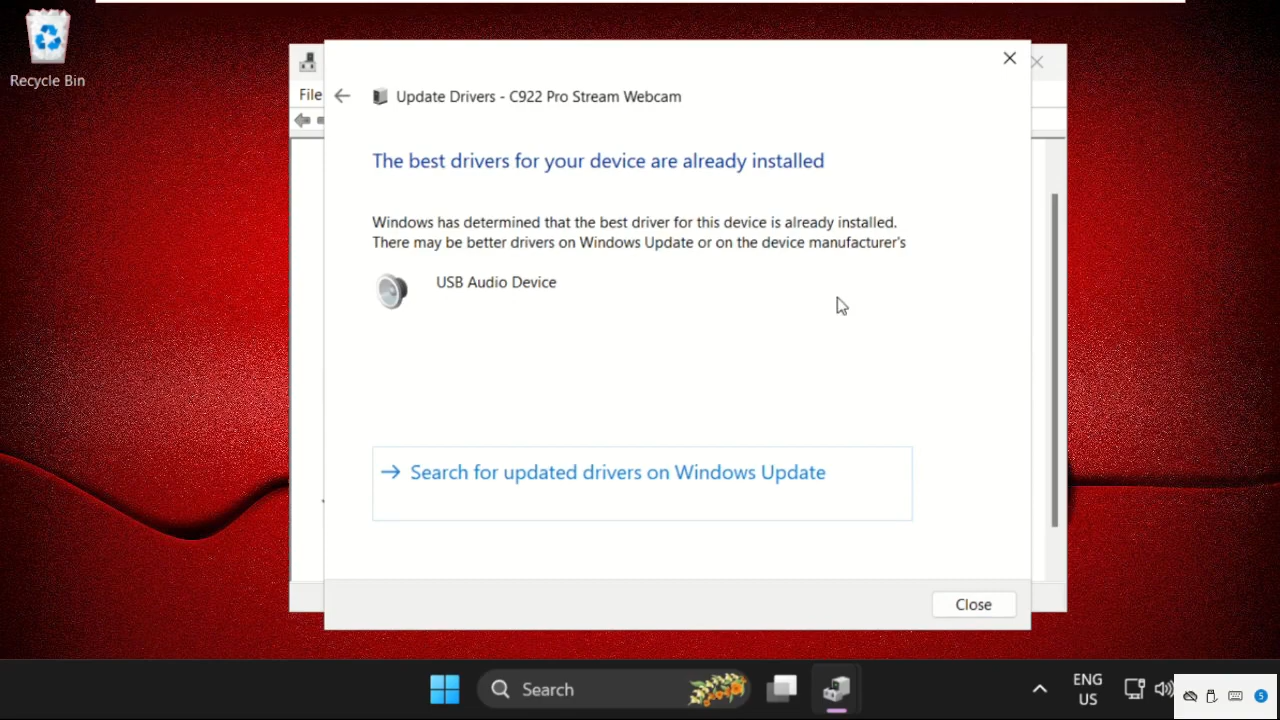 Recycle Bin
File
Update Drivers - C922 Pro Stream Webcam
The best drivers for your device are already installed
Windows has determined that the best driver for this device is already installed.
There may be better drivers on Windows Update or on the device manufacturer's
USB Audio Device
Search for updated drivers on Windows Update
Close
Search
ENG
US
5